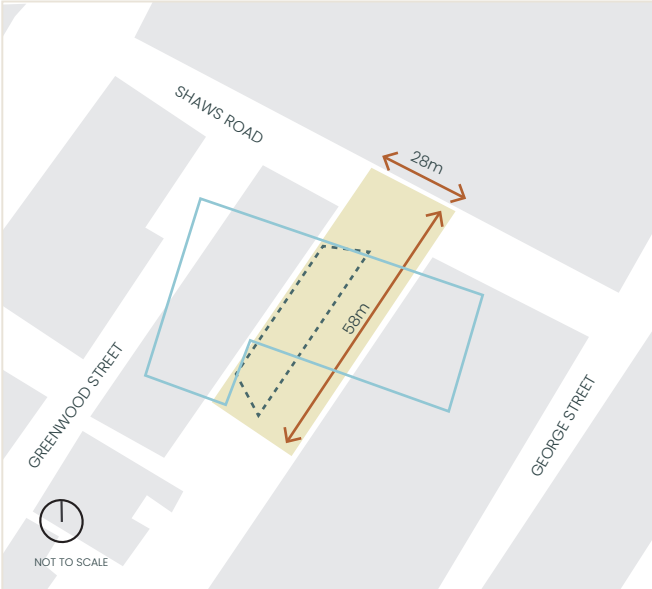 SHAWS ROAD
28m
58m
GREENWOOD STREET
GEORGE STREET
NOT TO SCALE